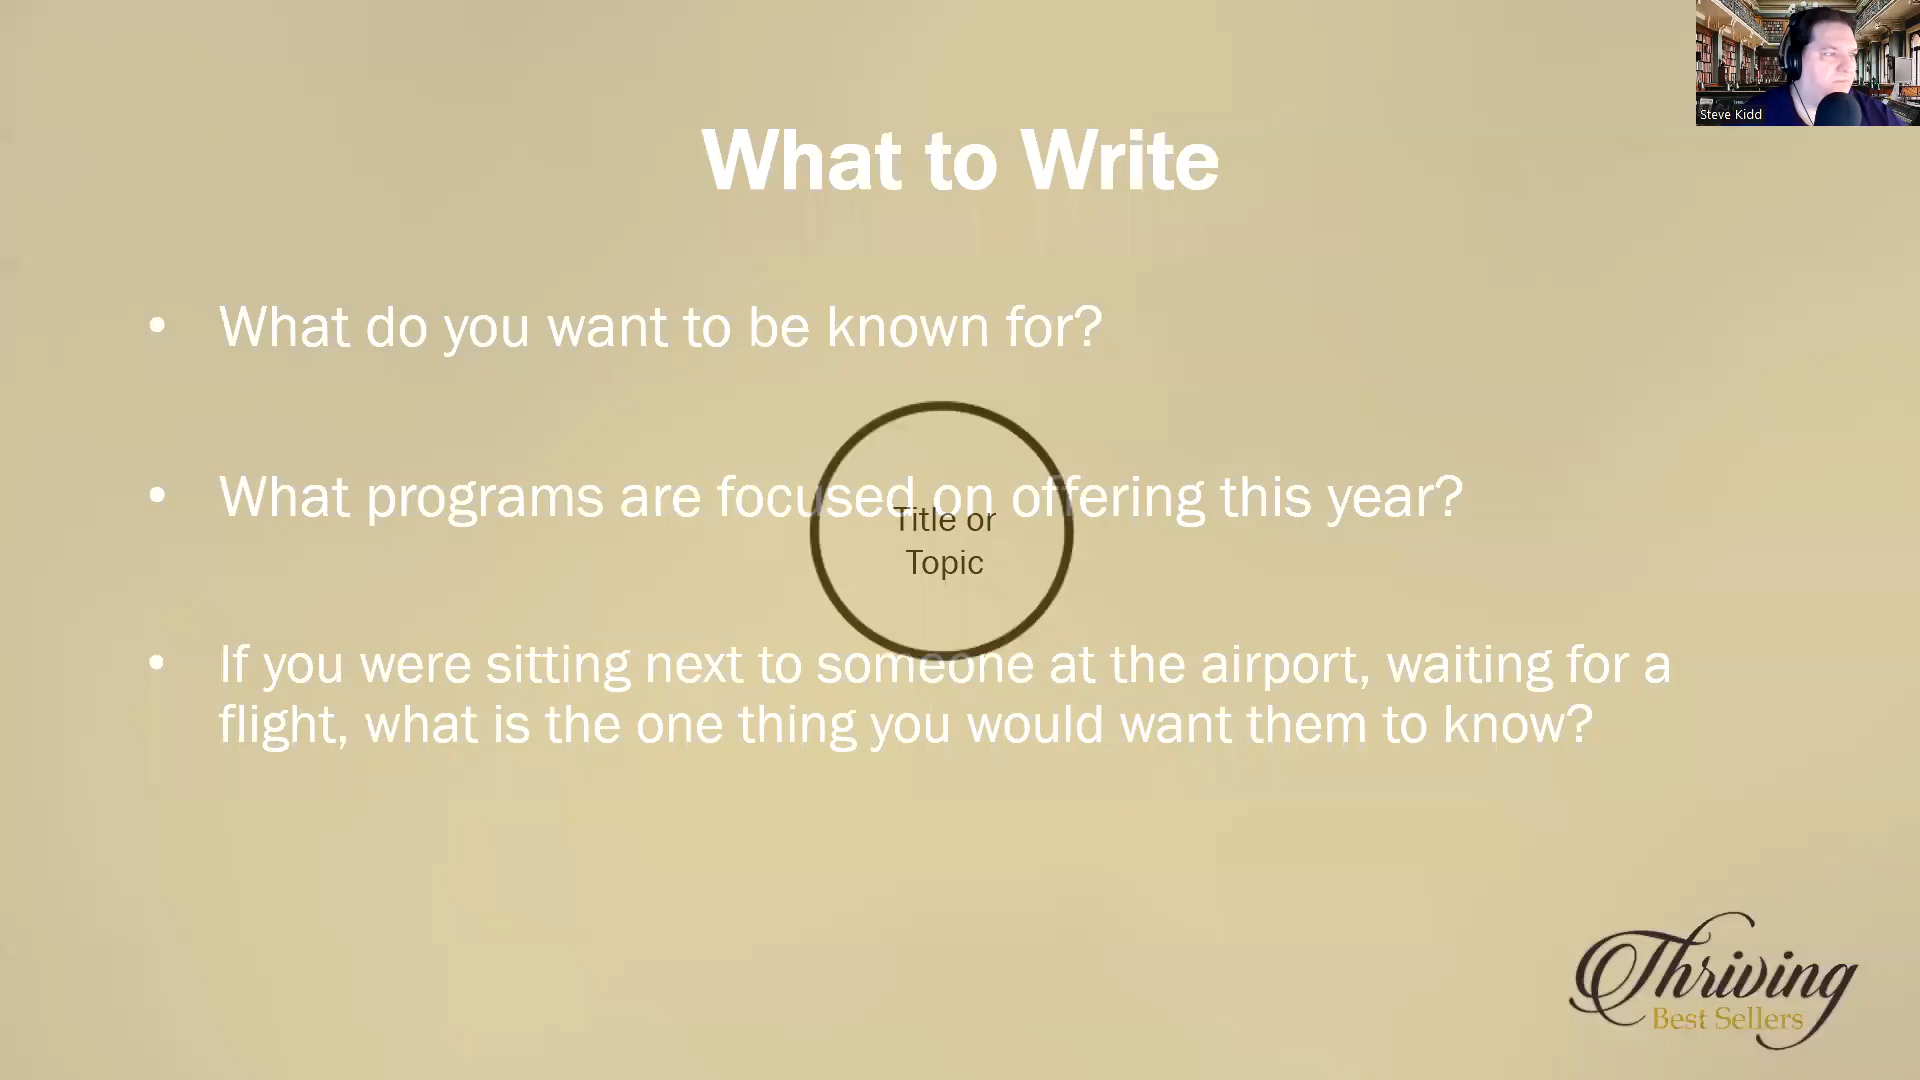 Steve Kidd
What to Write
• What do you want to be known for?
• What programs are focused on offering this year?
Title or
Topic
• If you were sitting next to someone at the airport, waiting for a
flight, what is the one thing you would want them to know?
Thriving
Best Sellers